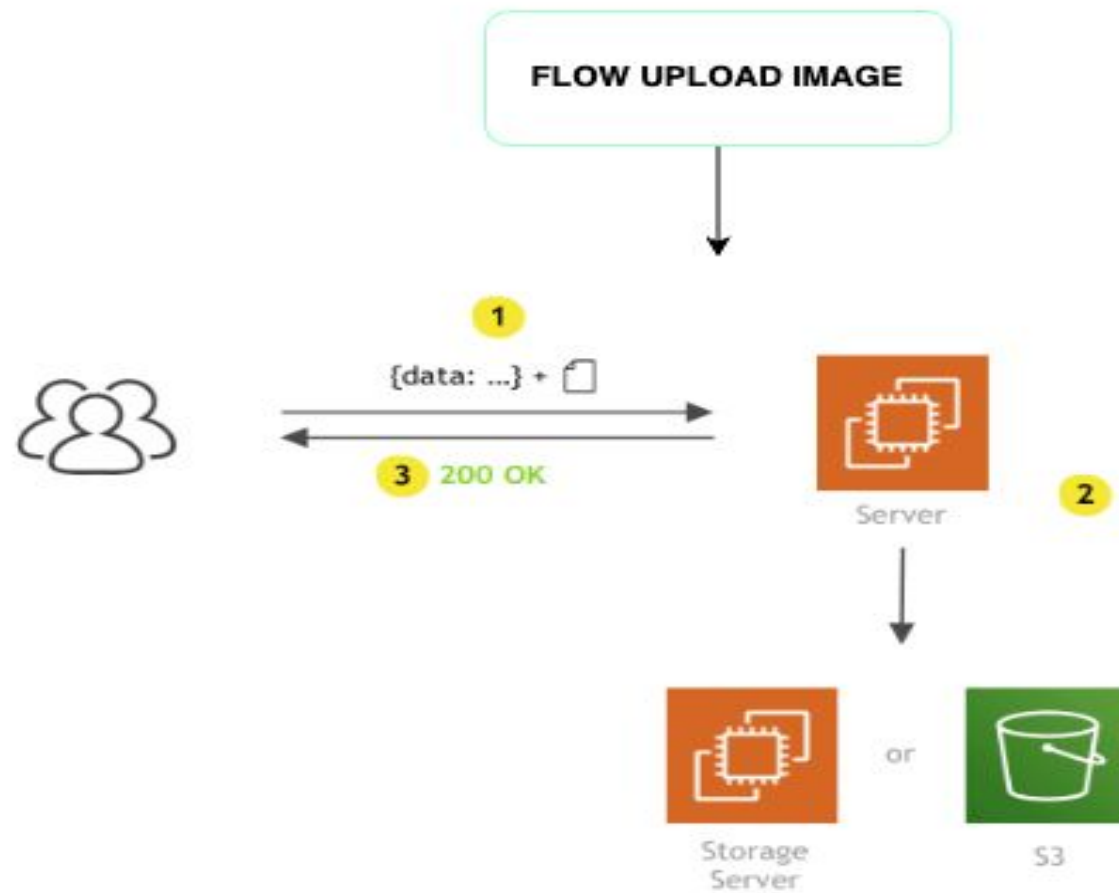 FLOW UPLOAD IMAGE
1
{data: ...} +
3 200 OK
Server
2
or
Storage
Server
S3